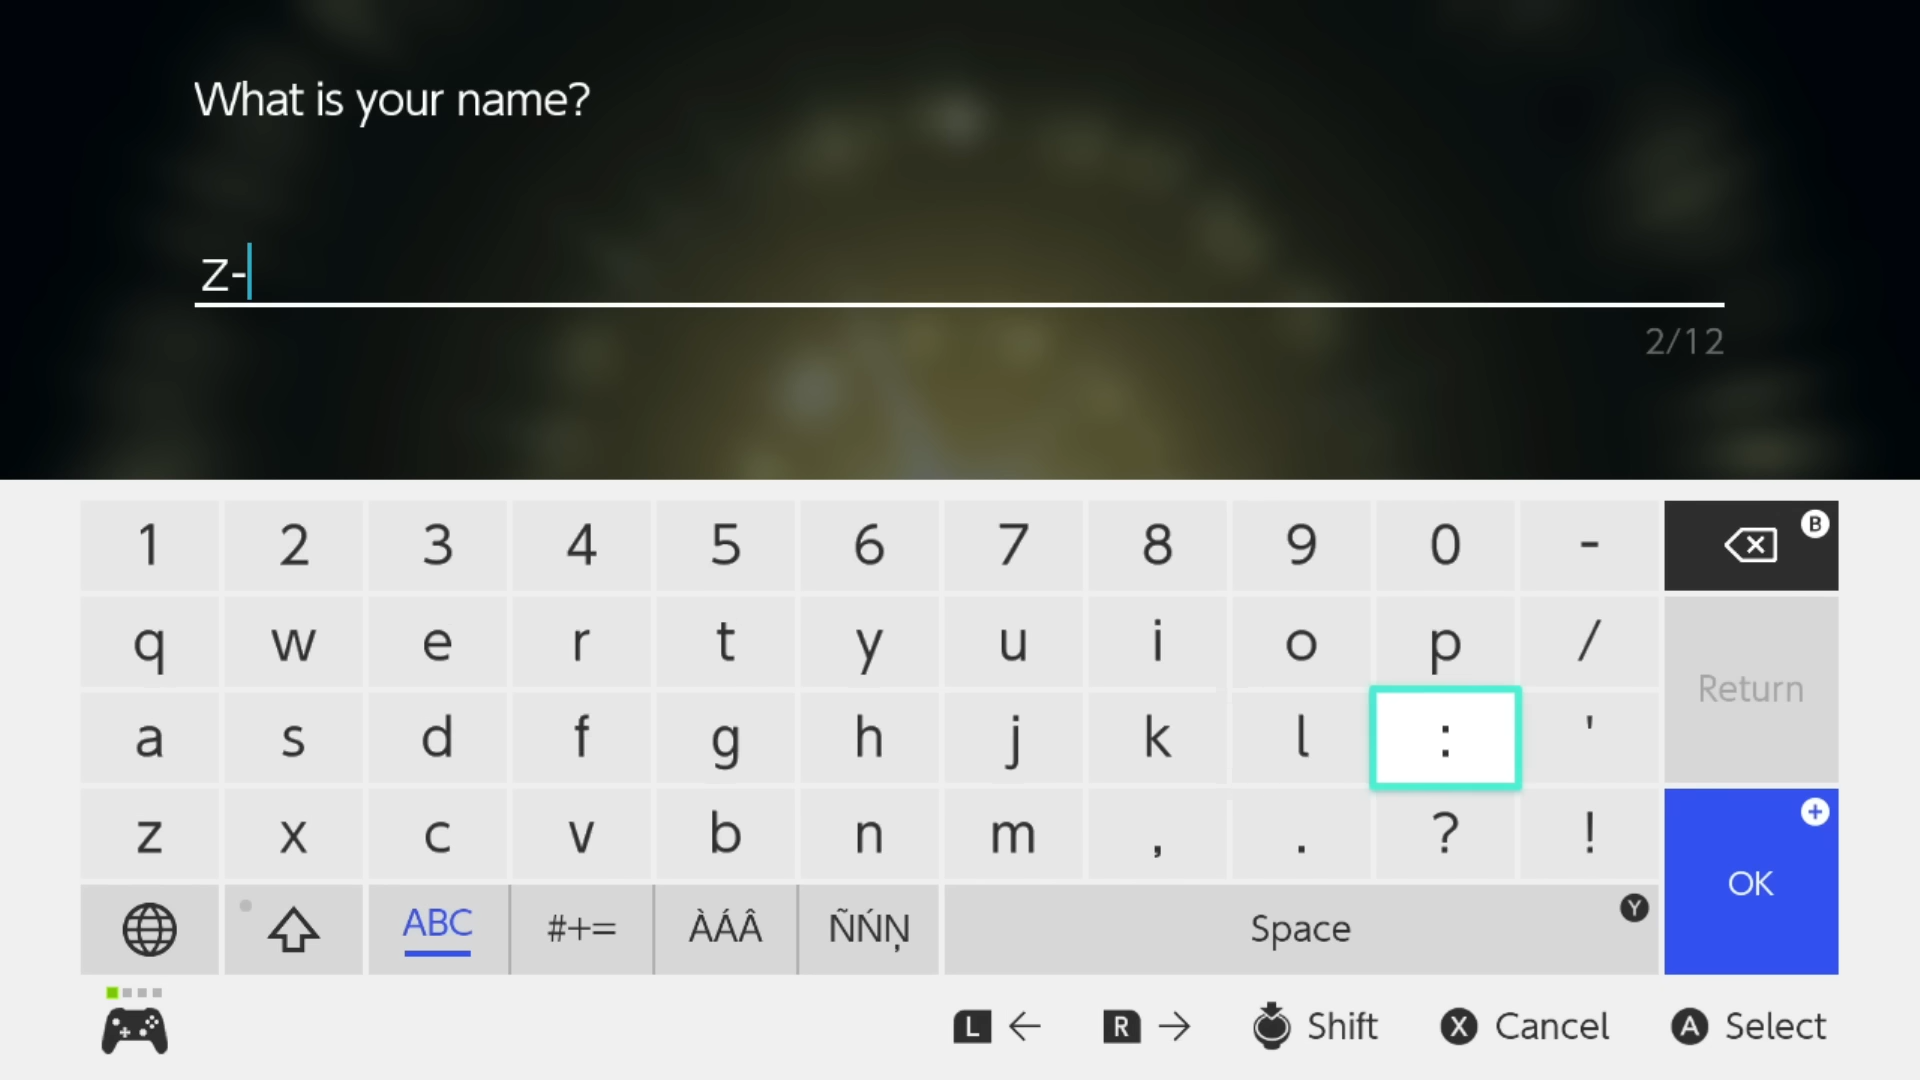 What is your name?
Z-
2/12
1 2 3 4 5 6 7 8 9 0 - B
q w e r t y u i o p /
Return
a s d f g h j k l : '
z x c v b n m , . ? ! +
OK
ABC #+= ÀÁÂ ÑŃŅ Space Y
L ← R → Shift X Cancel A Select